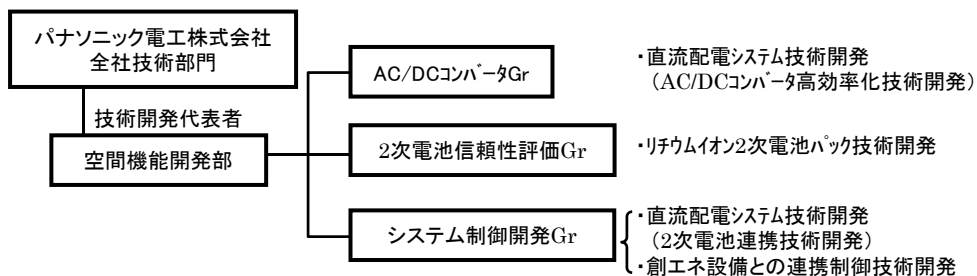 パナソニック電工株式会社
全社技術部門
技術開発代表者
空間機能開発部
AC/DCｺﾝﾊﾞｰﾀGr
・直流配電システム技術開発
（AC/DCｺﾝﾊﾞｰﾀ高効率化技術開発）
2次電池信頼性評価Gr
・ﾘﾁｳﾑｲｵﾝ2次電池ﾊﾟｯｸ技術開発
システム制御開発Gr
・直流配電ｼｽﾃﾑ技術開発
（2次電池連携技術開発）
・創エネ設備との連携制御技術開発